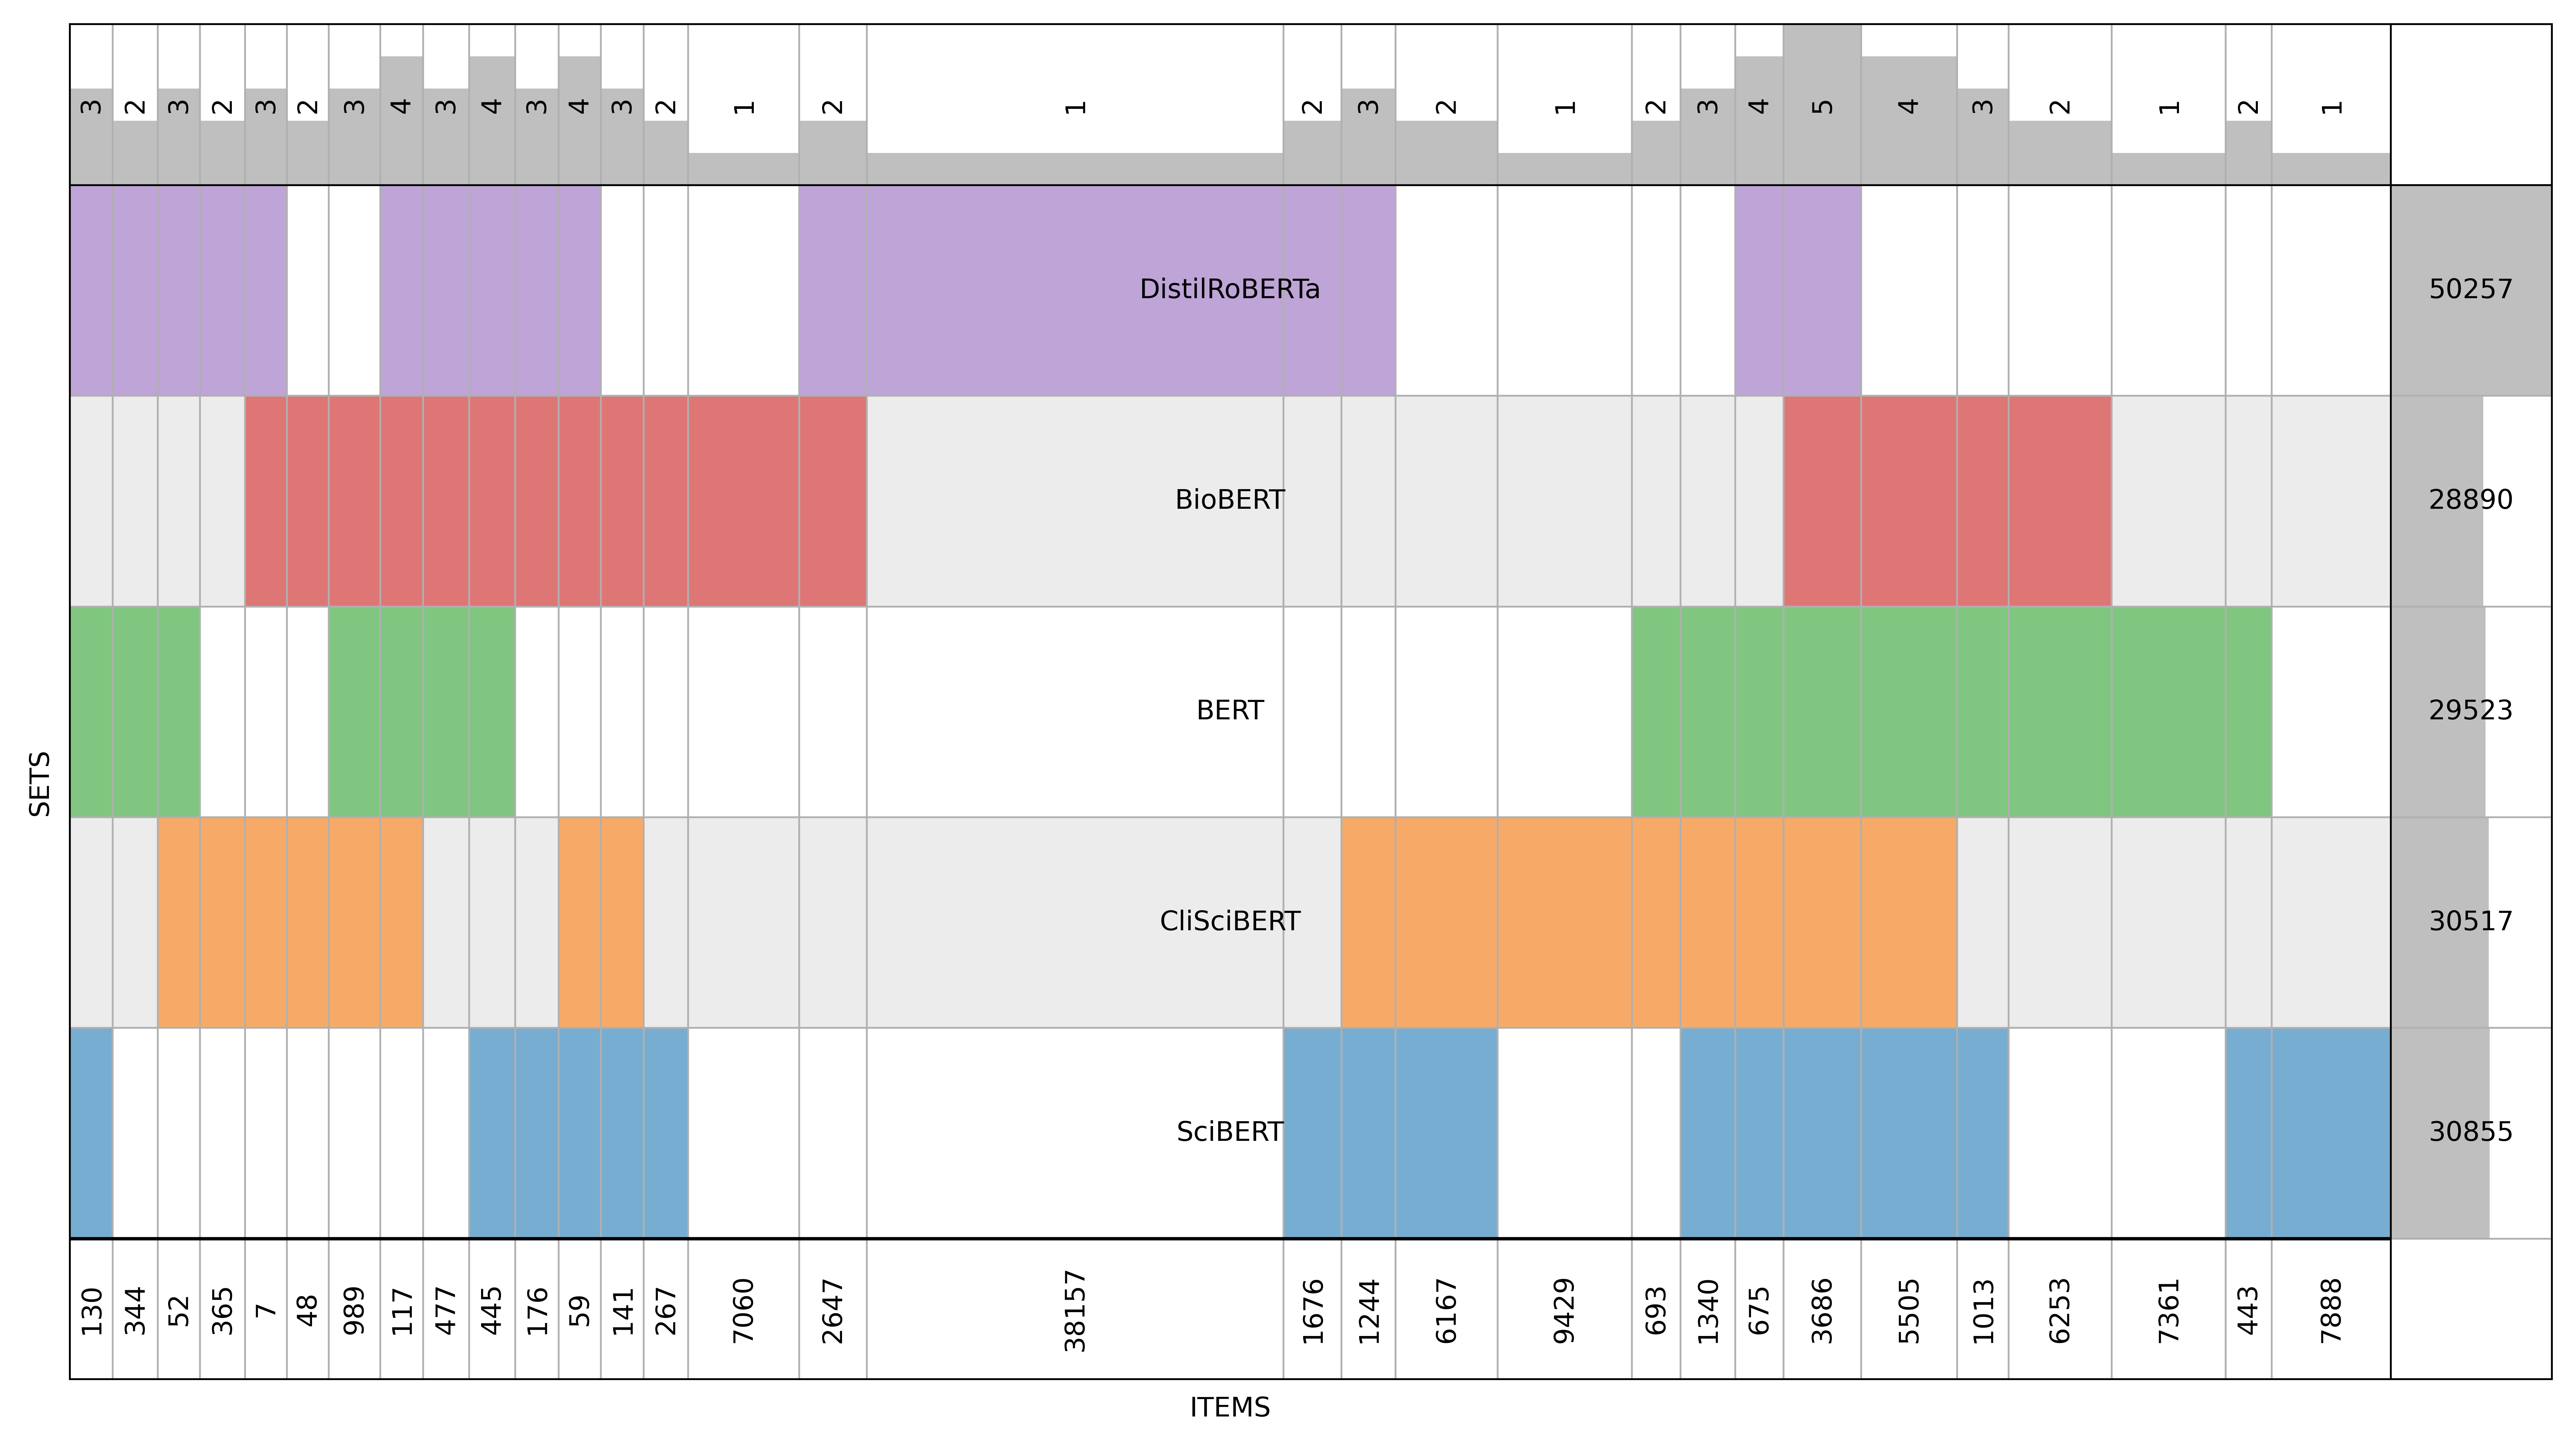 3 2 3 2 3 2 3 4 3 4 3 4 3 2 1 2 1 2 3 2 1 2 3 4 5 4 3 2 1 2 1
DistilRoBERTa 50257
BioBERT 28890
BERT 29523
CliSciBERT 30517
SciBERT 30855
SETS
130 344 52 365 7 48 989 117 477 445 176 59 141 267 7060 2647 38157 1676 1244 6167 9429 693 1340 675 3686 5505 1013 6253 7361 443 7888
ITEMS